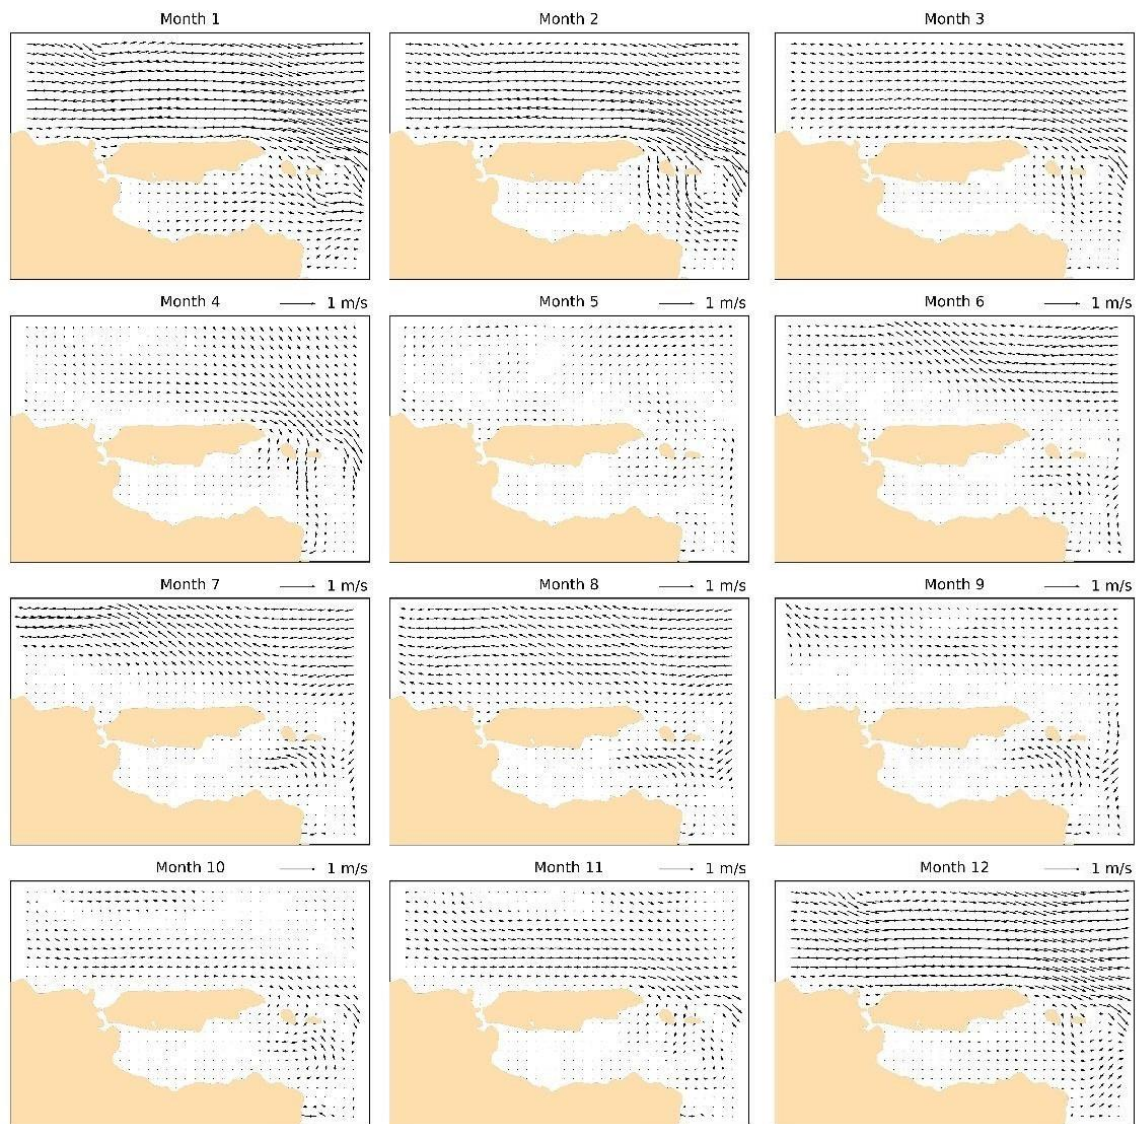 Month 1
Month 2
Month 3
Month 4
1 m/s
Month 5
1 m/s
Month 6
1 m/s
Month 7
1 m/s
Month 8
1 m/s
Month 9
1 m/s
Month 10
1 m/s
Month 11
1 m/s
Month 12
1 m/s